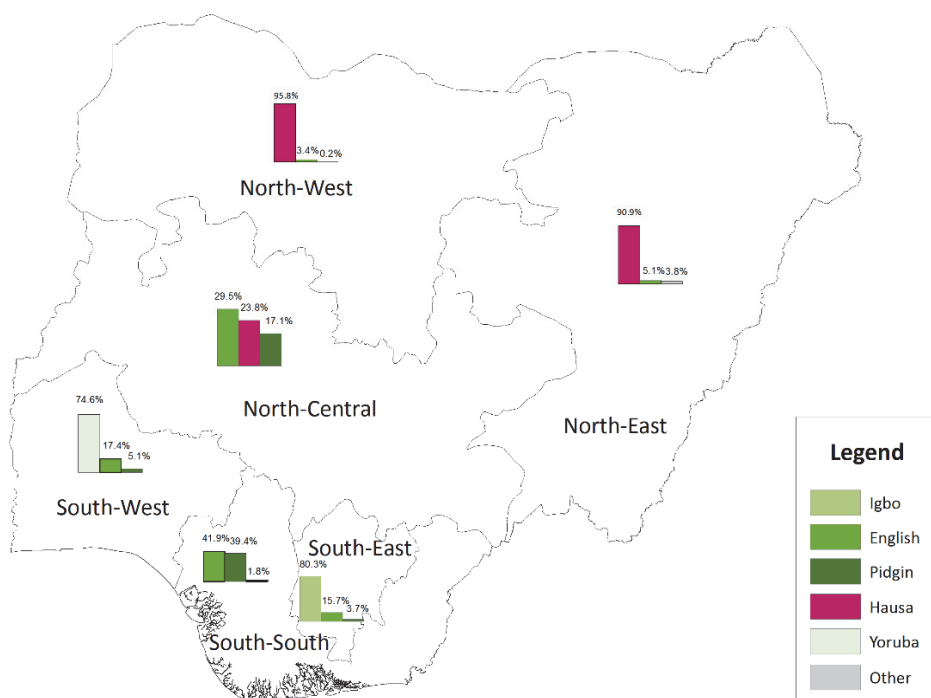 95.8%
3.4% 0.2%
North-West
90.9%
5.1% 3.8%
North-East
29.5%
23.8%
17.1%
North-Central
74.6%
17.4%
5.1%
South-West
41.9% 39.4%
1.8%
South-South
South-East
80.3%
15.7%
3.7%
Legend
Igbo
English
Pidgin
Hausa
Yoruba
Other